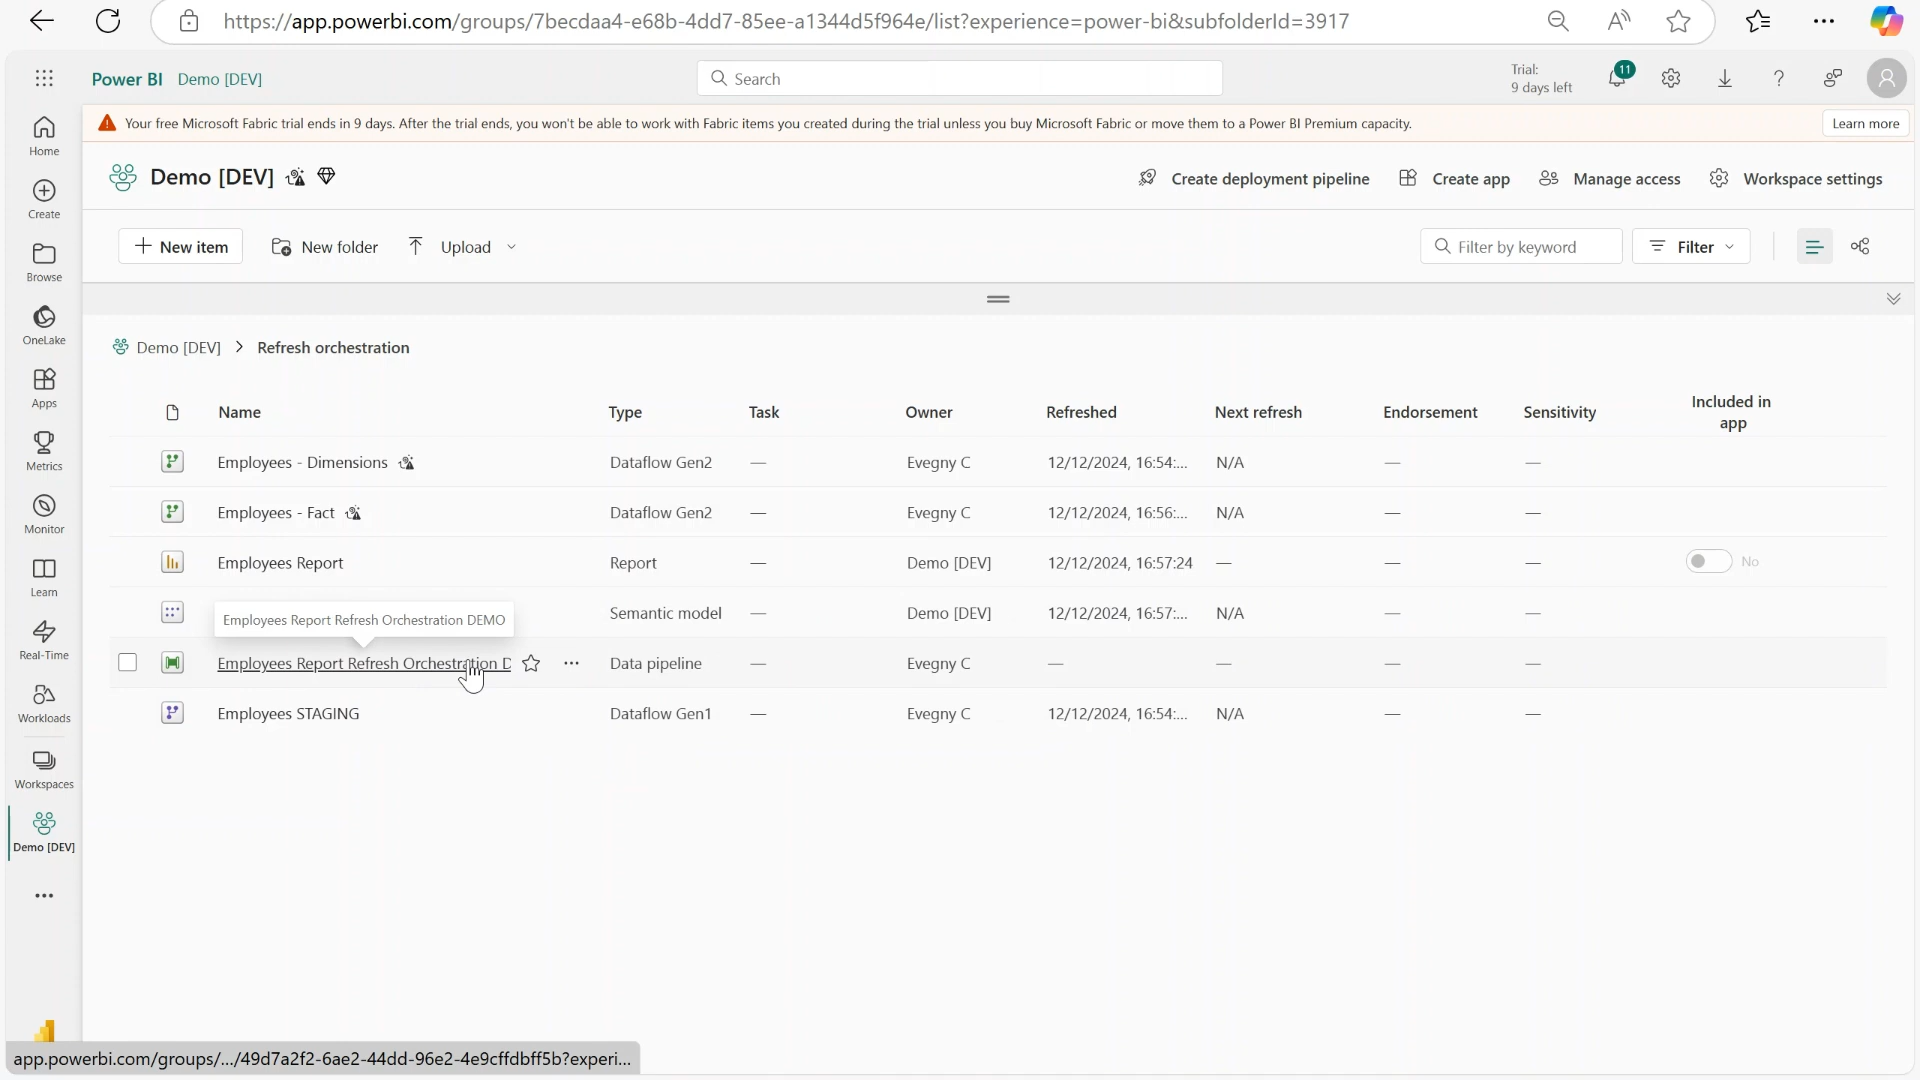 https://app.powerbi.com/groups/7becdaa4-e68b-4dd7-85ee-a1344d5f964e/list?experience=power-bi&subfolderId=3917
Power BI Demo [DEV]
Search
Trial:
9 days left
11
Your free Microsoft Fabric trial ends in 9 days. After the trial ends, you won't be able to work with Fabric items you created during the trial unless you buy Microsoft Fabric or move them to a Power BI Premium capacity.
Learn more
Home
Create
Browse
OneLake
Apps
Metrics
Monitor
Learn
Real-Time
Workloads
Workspaces
Demo [DEV]
Demo [DEV]
Create deployment pipeline
Create app
Manage access
Workspace settings
New item
New folder
Upload
Filter by keyword
Filter
Demo [DEV] > Refresh orchestration
Name Type Task Owner Refreshed Next refresh Endorsement Sensitivity Included in
app
Employees - Dimensions Dataflow Gen2 — Evegny C 12/12/2024, 16:54:... N/A — —
Employees - Fact Dataflow Gen2 — Evegny C 12/12/2024, 16:56:... N/A — —
Employees Report Report — Demo [DEV] 12/12/2024, 16:57:24 — — — No
Employees Report Refresh Orchestration DEMO
Semantic model — Demo [DEV] 12/12/2024, 16:57:... N/A — —
Employees Report Refresh Orchestration D Data pipeline — Evegny C — — — —
Employees STAGING Dataflow Gen1 — Evegny C 12/12/2024, 16:54:... N/A — —
app.powerbi.com/groups/.../49d7a2f2-6ae2-44dd-96e2-4e9cffdbff5b?experi...